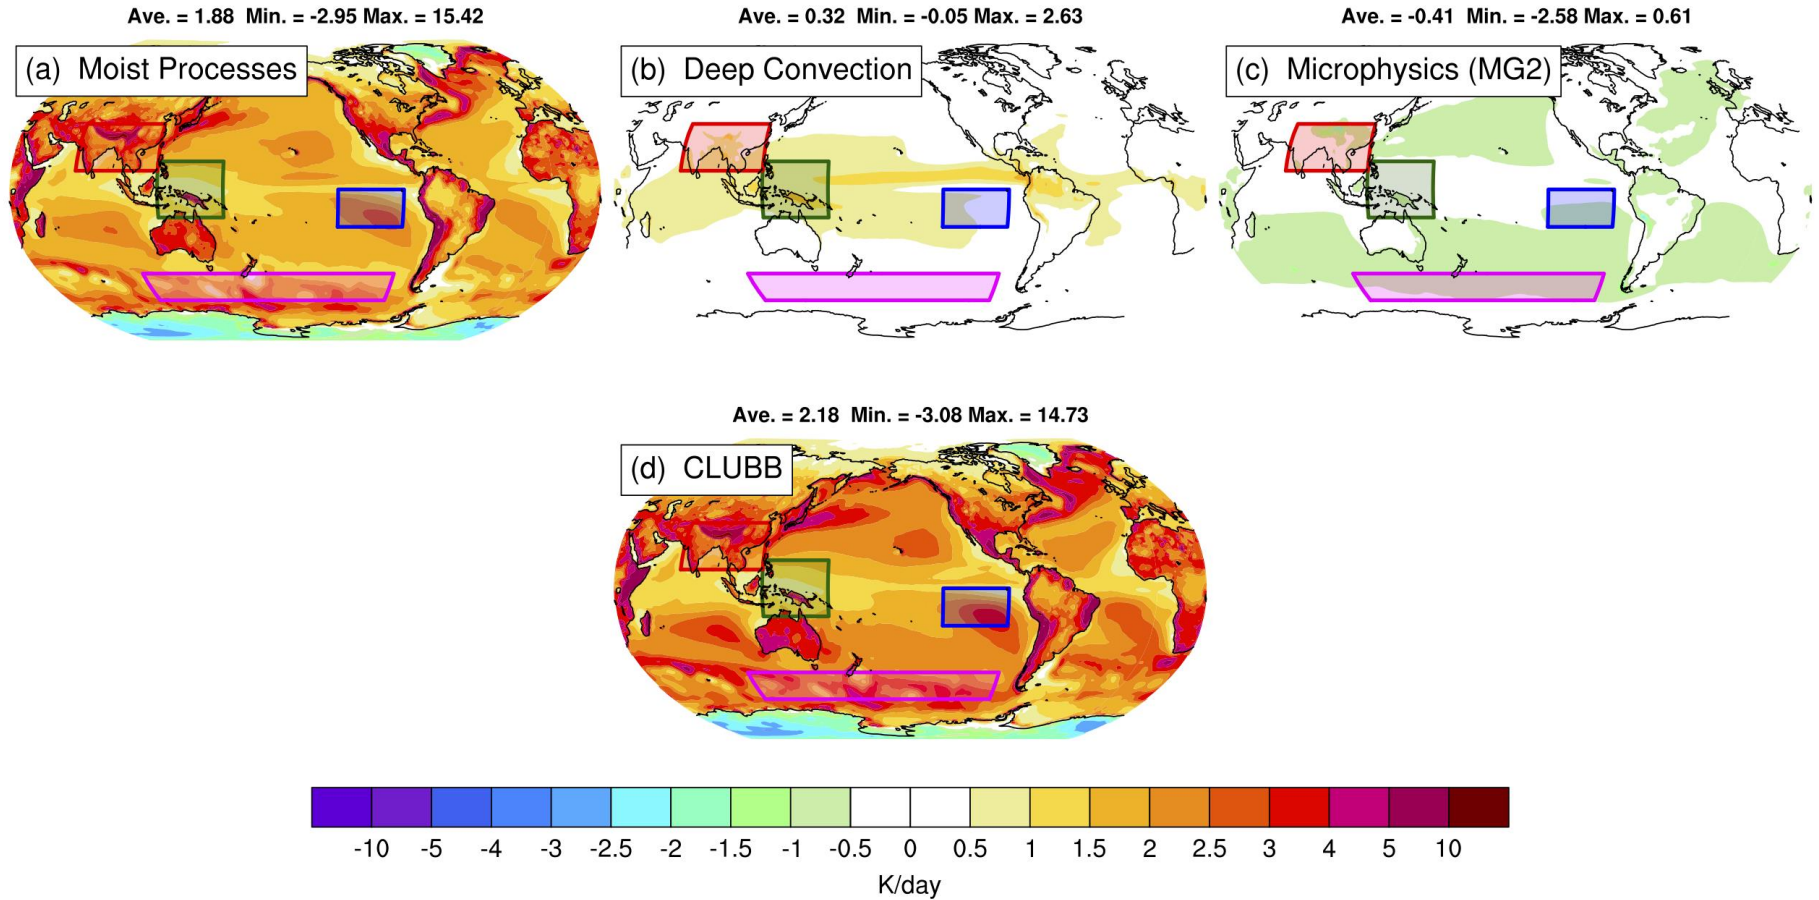 Ave. = 1.88 Min. = -2.95 Max. = 15.42
Ave. = 0.32 Min. = -0.05 Max. = 2.63
Ave. = -0.41 Min. = -2.58 Max. = 0.61
(a) Moist Processes
(b) Deep Convection
(c) Microphysics (MG2)
Ave. = 2.18 Min. = -3.08 Max. = 14.73
(d) CLUBB
-10 -5 -4 -3 -2.5 -2 -1.5 -1 -0.5 0 0.5 1 1.5 2 2.5 3 4 5 10
K/day